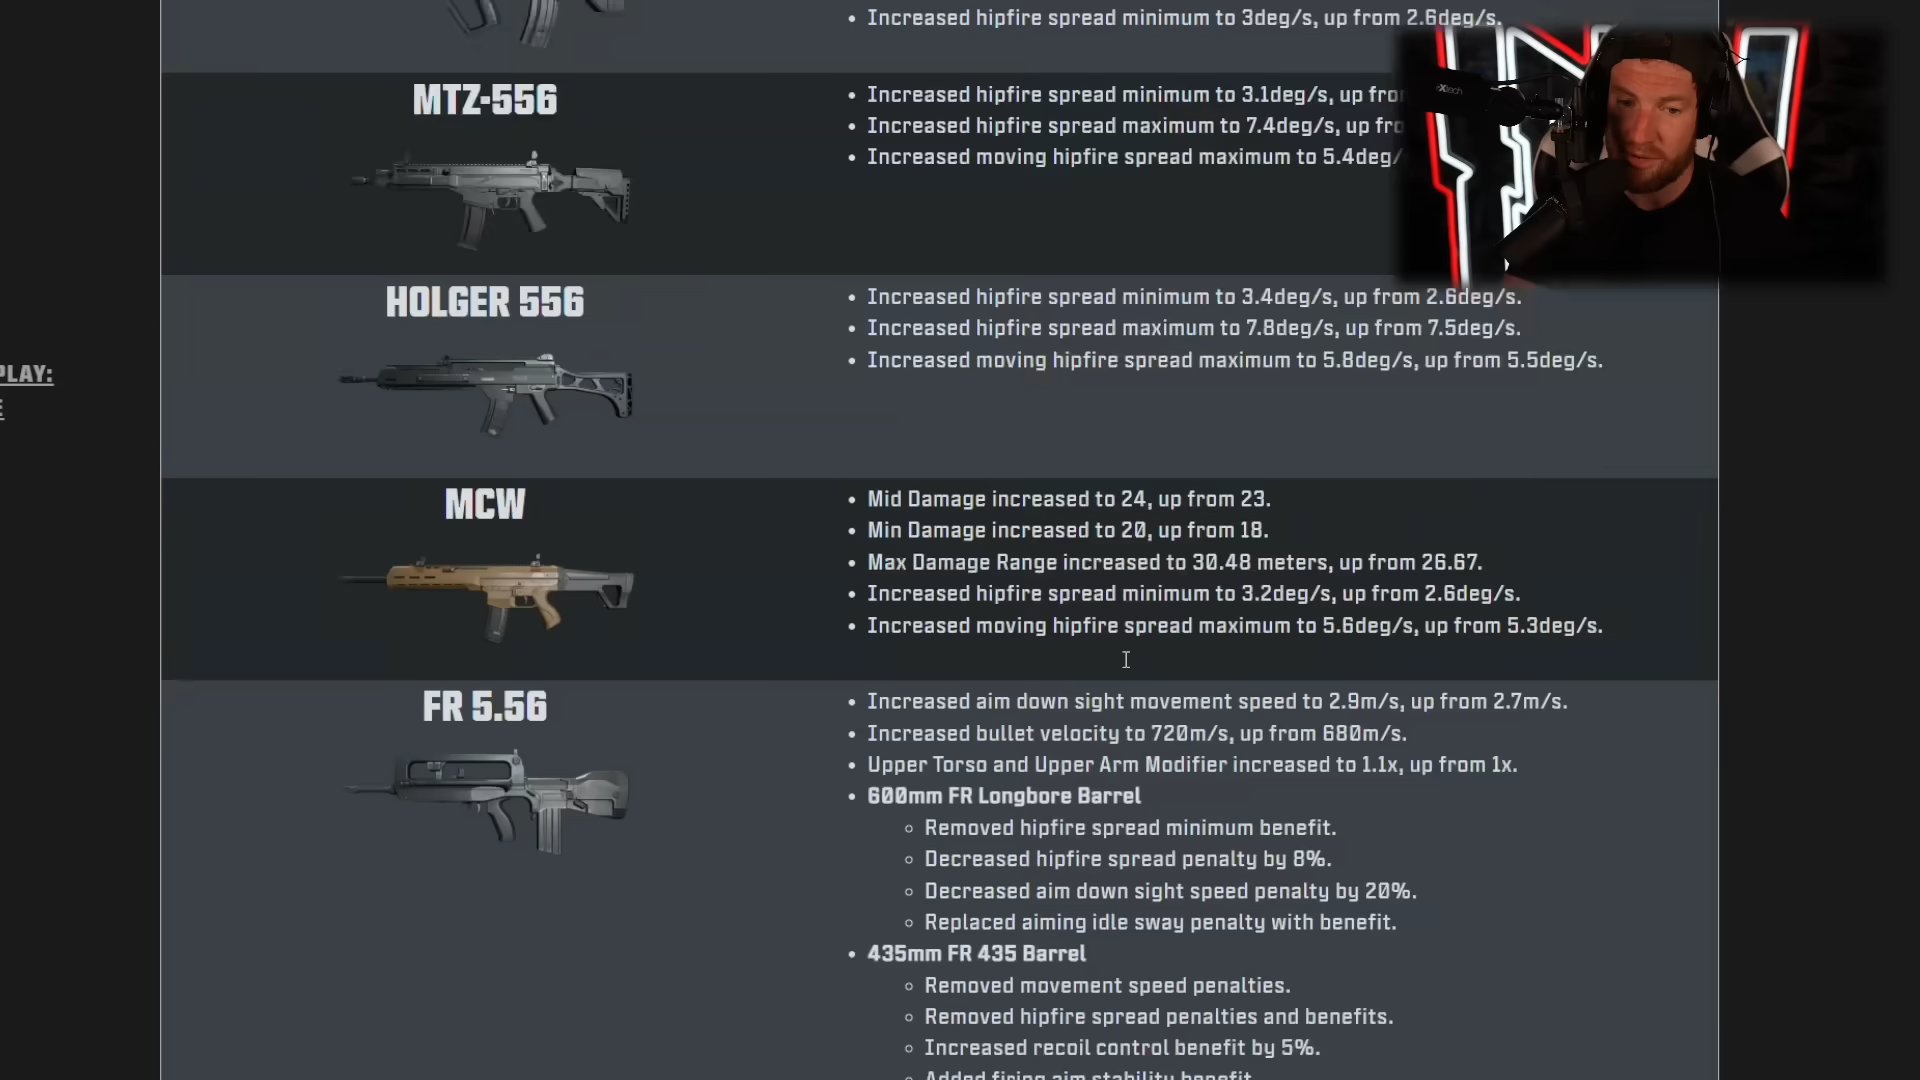 Increased hipfire spread minimum to 3deg/s, up from 2.6deg/s.
MTZ-556
Increased hipfire spread minimum to 3.1deg/s, up
Increased hipfire spread maximum to 7.4deg/s, up
Increased moving hipfire spread maximum to 5.4deg/
HOLGER 556
Increased hipfire spread minimum to 3.4deg/s, up from 2.6deg/s.
Increased hipfire spread maximum to 7.8deg/s, up from 7.5deg/s.
Increased moving hipfire spread maximum to 5.8deg/s, up from 5.5deg/s.
PLAY:
MCW
Mid Damage increased to 24, up from 23.
Min Damage increased to 20, up from 18.
Max Damage Range increased to 30.48 meters, up from 26.67.
Increased hipfire spread minimum to 3.2deg/s, up from 2.6deg/s.
Increased moving hipfire spread maximum to 5.6deg/s, up from 5.3deg/s.
FR 5.56
Increased aim down sight movement speed to 2.9m/s, up from 2.7m/s.
Increased bullet velocity to 720m/s, up from 680m/s.
Upper Torso and Upper Arm Modifier increased to 1.1x, up from 1x.
600mm FR Longbore Barrel
Removed hipfire spread minimum benefit.
Decreased hipfire spread penalty by 8%.
Decreased aim down sight speed penalty by 20%.
Replaced aiming idle sway penalty with benefit.
435mm FR 435 Barrel
Removed movement speed penalties.
Removed hipfire spread penalties and benefits.
Increased recoil control benefit by 5%.
Added firing aim stability benefit